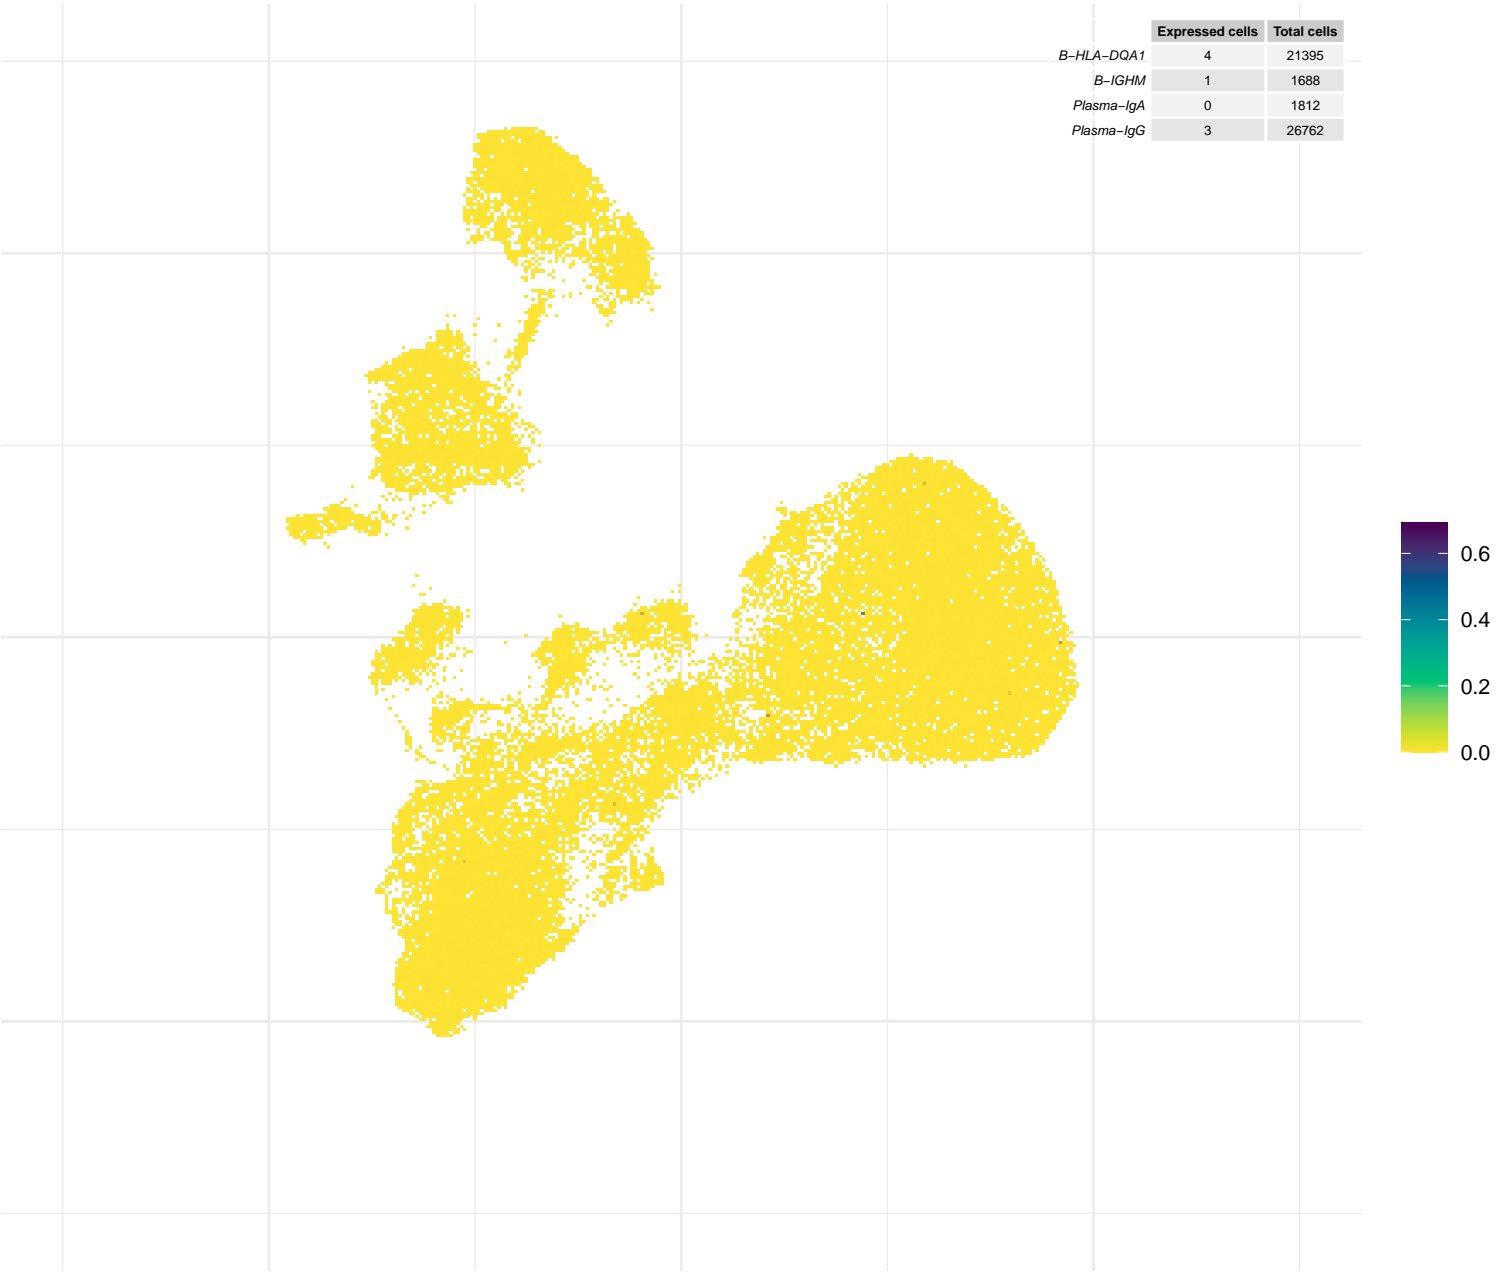 Expressed cells Total cells
B−HLA−DQA1 4 21395
B−IGHM 1 1688
Plasma−IgA 0 1812
Plasma−IgG 3 26762
0.6
0.4
0.2
0.0